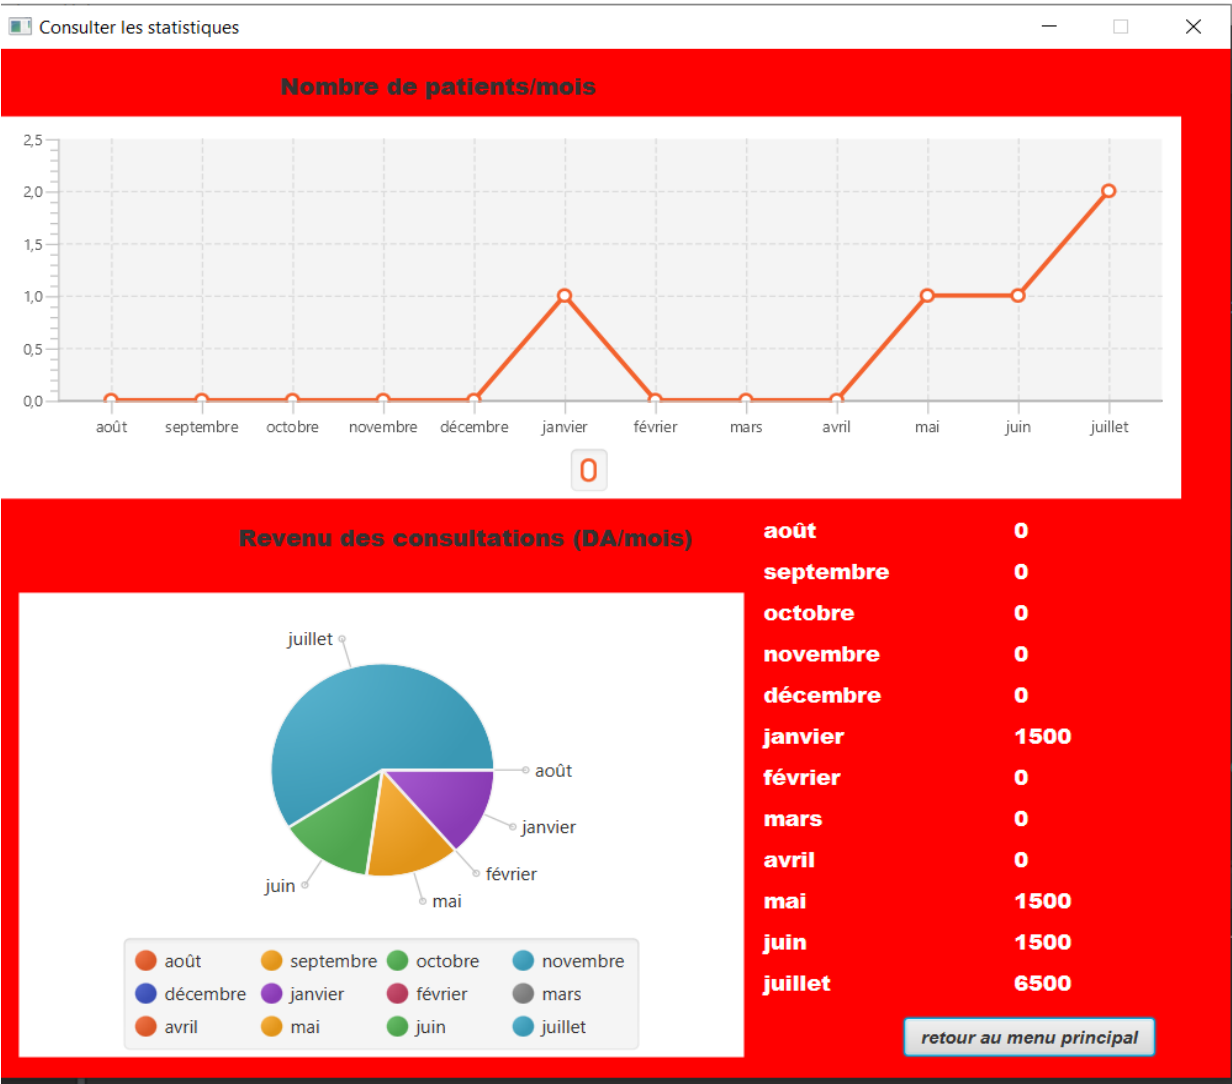 Consulter les statistiques
Nombre de patients/mois
2,5
2,0
1,5
1,0
0,5
0,0
août septembre octobre novembre décembre janvier février mars avril mai juin juillet
Revenu des consultations (DA/mois)
juillet
août
janvier
février
juin
mai
août septembre octobre novembre
décembre janvier février mars
avril mai juin juillet
août 0
septembre 0
octobre 0
novembre 0
décembre 0
janvier 1500
février 0
mars 0
avril 0
mai 1500
juin 1500
juillet 6500
retour au menu principal